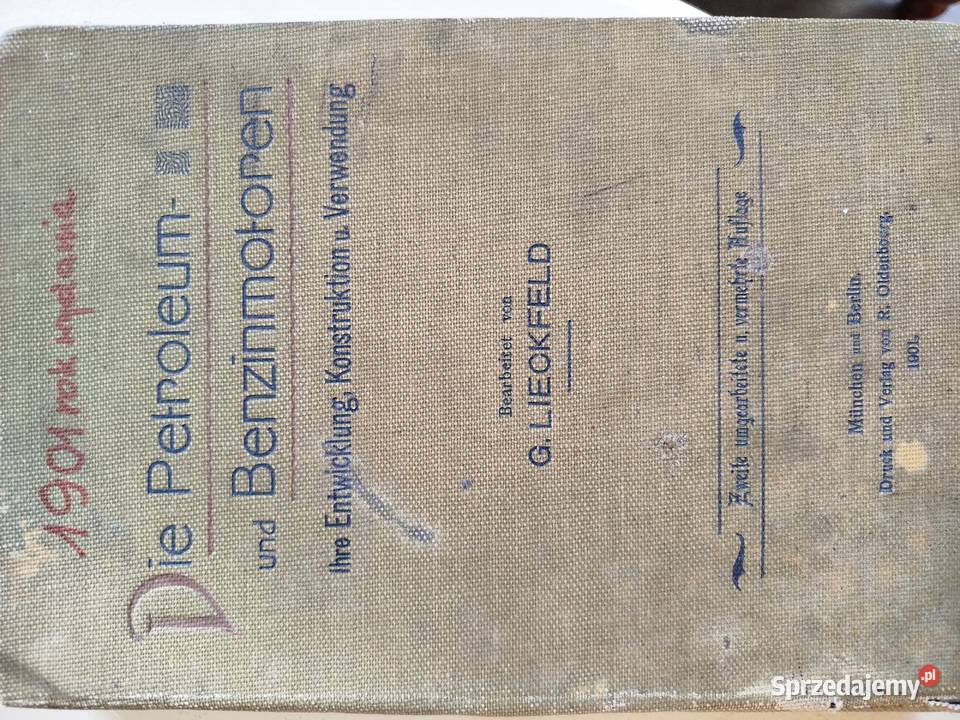 1901 rok wydania
Die Petroleum-
und Benzinmotoren
Ihre Entwicklung, Konstruktion u. Verwendung
Bearbeitet von
G. LIECKFELD
Zweite umgearbeitete u. vermehrte Auflage
München und Berlin.
Druck und Verlag von R. Oldenbourg.
1901.
Sprzedajemy.pl